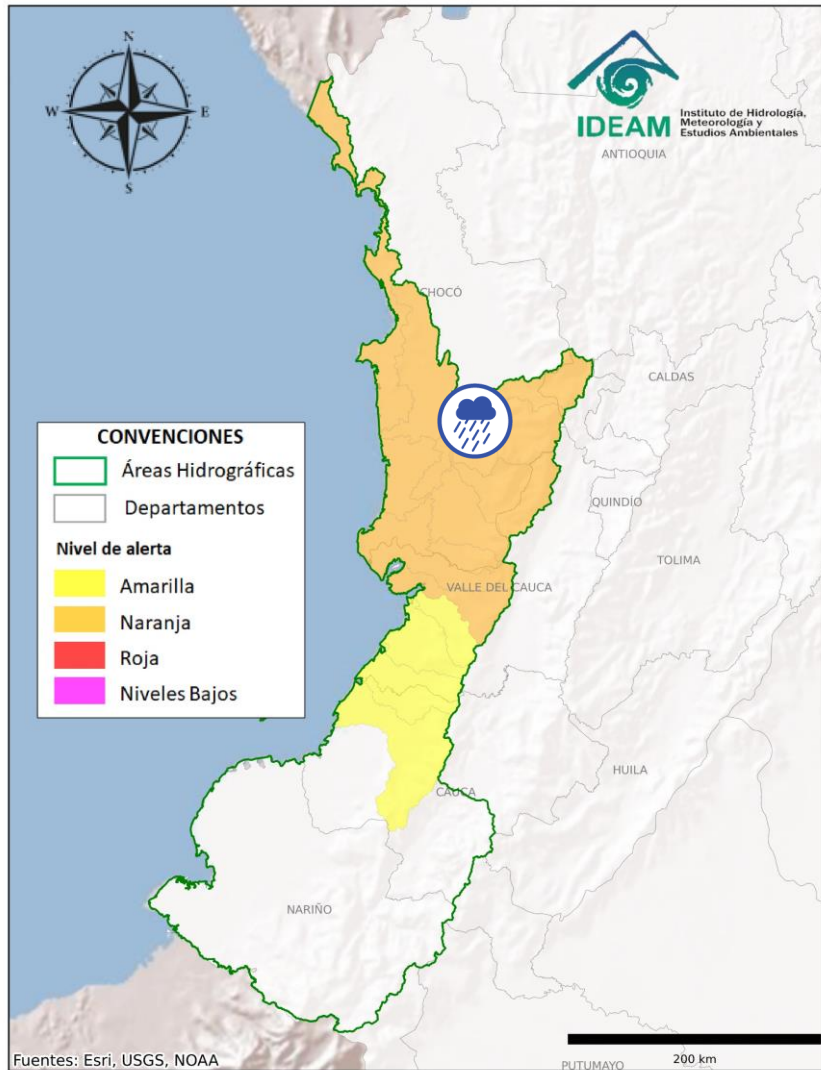 N
W
E
S
IDEAM
Instituto de Hidrología,
Meteorología y
Estudios Ambientales
ANTIOQUIA
CHOCÓ
CALDAS
CONVENCIONES
Áreas Hidrográficas
Departamentos
Nivel de alerta
Amarilla
Naranja
Roja
Niveles Bajos
QUINDÍO
TOLIMA
VALLE DEL CAUCA
HUILA
CAUCA
NARIÑO
Fuentes: Esri, USGS, NOAA
200 km
PUTUMAYO